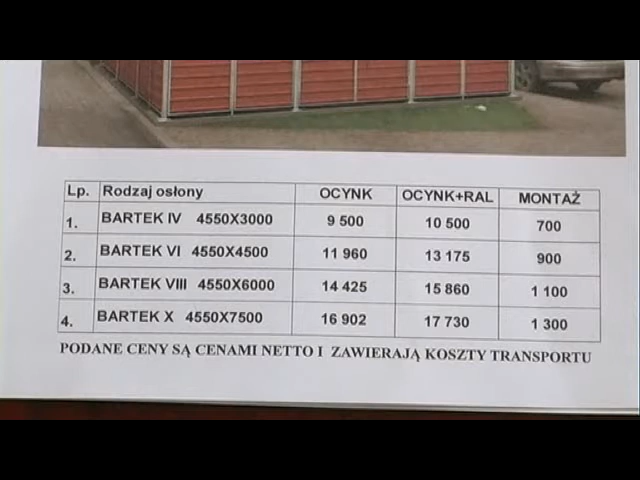 Lp. Rodzaj osłony OCYNK OCYNK+RAL MONTAŻ
1. BARTEK IV 4550X3000 9 500 10 500 700
2. BARTEK VI 4550X4500 11 960 13 175 900
3. BARTEK VIII 4550X6000 14 425 15 860 1 100
4. BARTEK X 4550X7500 16 902 17 730 1 300
PODANE CENY SĄ CENAMI NETTO I ZAWIERAJĄ KOSZTY TRANSPORTU